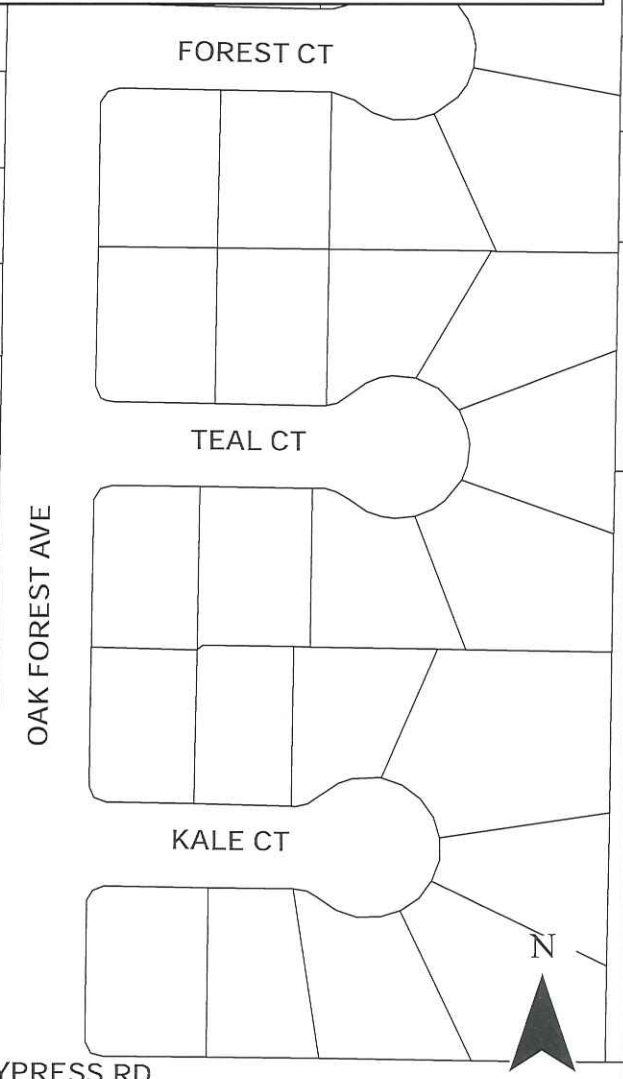 FOREST CT
TEAL CT
OAK FOREST AVE
KALE CT
N
YPRESS RD